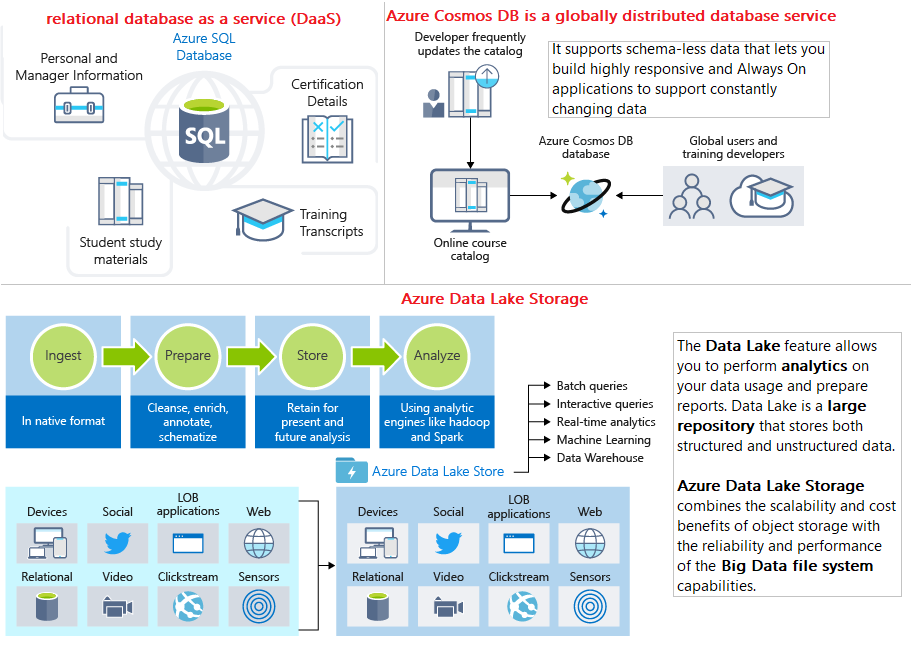 relational database as a service (DaaS)
Azure SQL
Database
Personal and
Manager Information
Certification
Details
SQL
Student study
materials
Training
Transcripts
Azure Cosmos DB is a globally distributed database service
Developer frequently
updates the catalog
It supports schema-less data that lets you
build highly responsive and Always On
applications to support constantly
changing data
Azure Cosmos DB
database
Global users and
training developers
Online course
catalog
Azure Data Lake Storage
Ingest
Prepare
Store
Analyze
In native format
Cleanse, enrich,
annotate,
schematize
Retain for
present and
future analysis
Using analytic
engines like hadoop
and Spark
Batch queries
Interactive queries
Real-time analytics
Machine Learning
Data Warehouse
Azure Data Lake Store
Devices
Social
LOB
applications
Web
Relational
Video
Clickstream
Sensors
Devices
Social
LOB
applications
Web
Relational
Video
Clickstream
Sensors
The Data Lake feature allows
you to perform analytics on
your data usage and prepare
reports. Data Lake is a large
repository that stores both
structured and unstructured data.
Azure Data Lake Storage
combines the scalability and cost
benefits of object storage with
the reliability and performance
of the Big Data file system
capabilities.